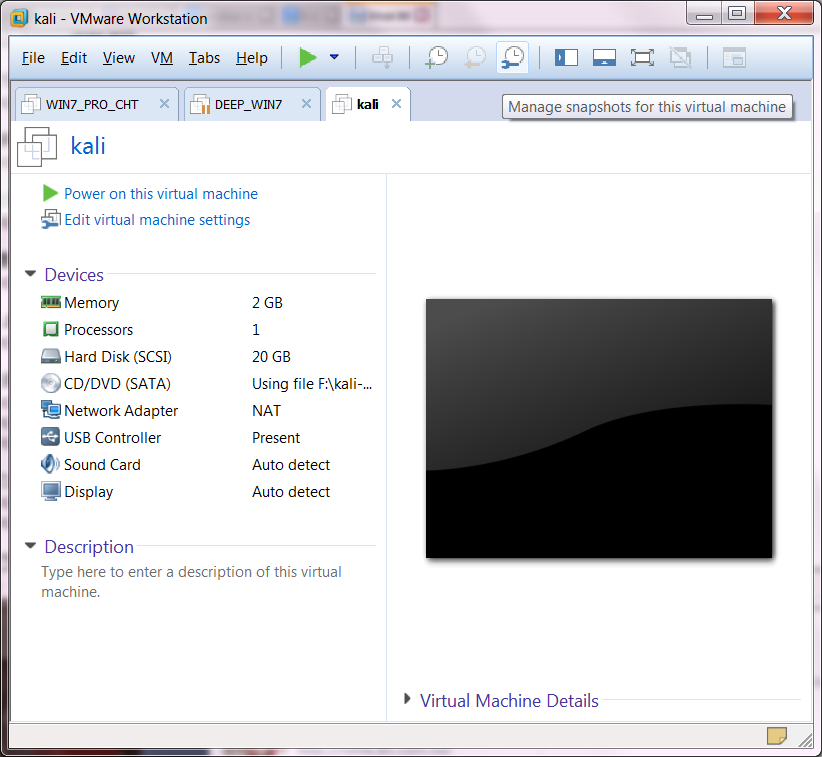 kali - VMware Workstation
File Edit View VM Tabs Help
WIN7_PRO_CHT DEEP_WIN7 kali
Manage snapshots for this virtual machine
kali
Power on this virtual machine
Edit virtual machine settings
Devices
Memory 2 GB
Processors 1
Hard Disk (SCSI) 20 GB
CD/DVD (SATA) Using file F:\kali-...
Network Adapter NAT
USB Controller Present
Sound Card Auto detect
Display Auto detect
Description
Type here to enter a description of this virtual
machine.
Virtual Machine Details